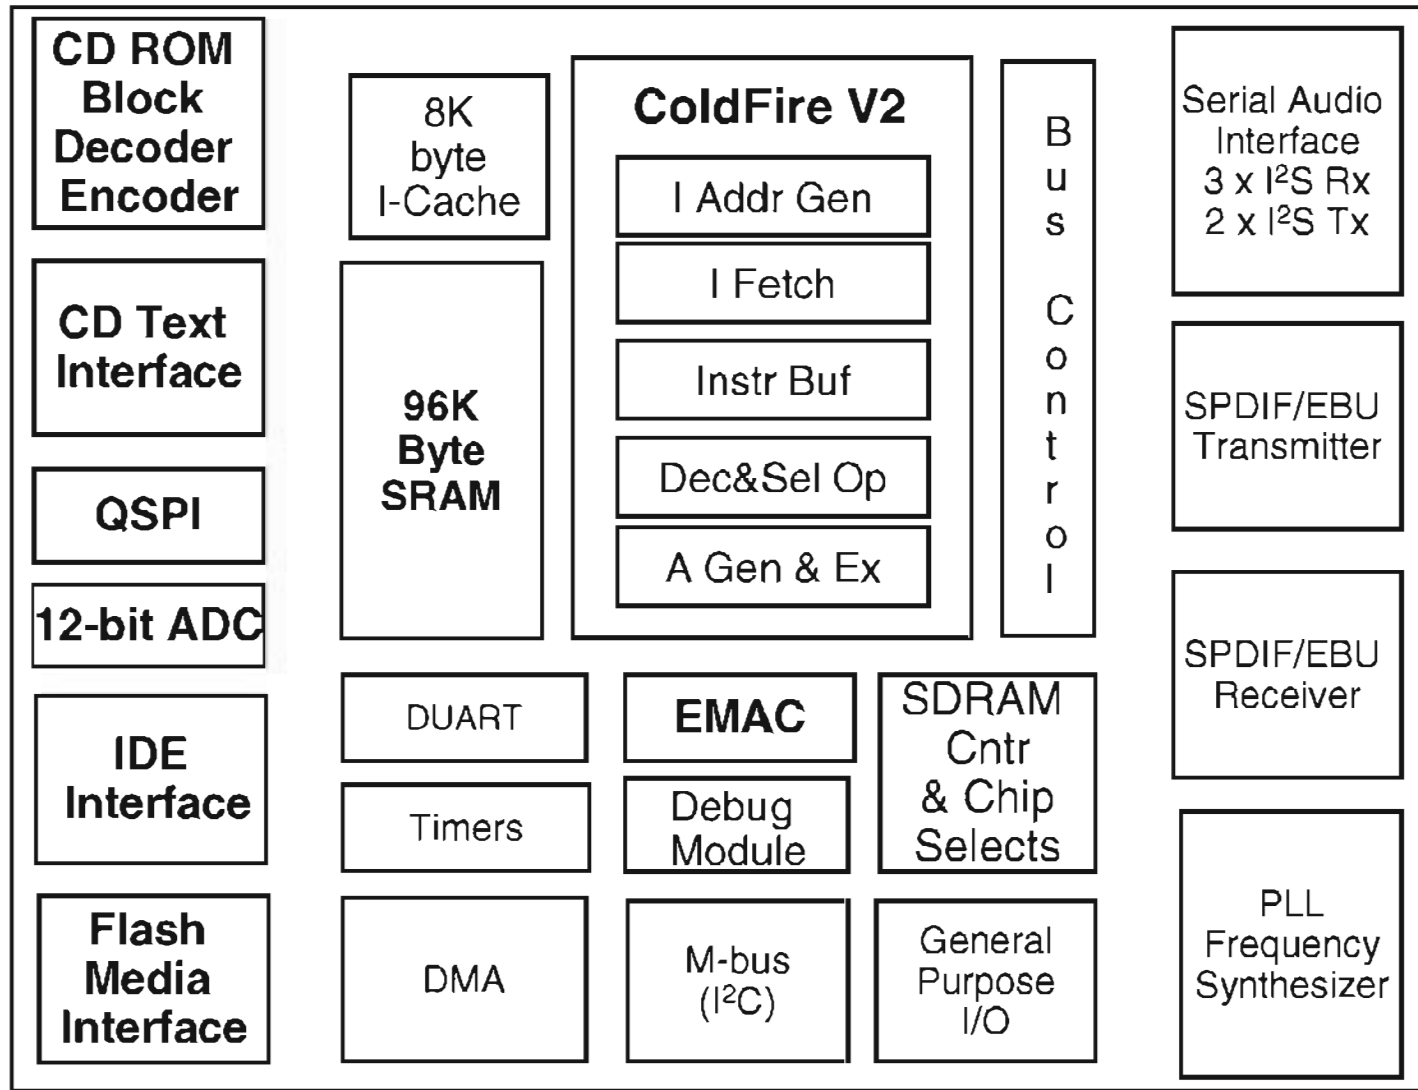 CD ROM
Block
Decoder
Encoder
CD Text
Interface
QSPI
12-bit ADC
IDE
Interface
Flash
Media
Interface
8K
byte
I-Cache
96K
Byte
SRAM
ColdFire V2
I Addr Gen
I Fetch
Instr Buf
Dec&Sel Op
A Gen & Ex
Bus Control
DUART
Timers
DMA
EMAC
Debug
Module
M-bus
(I²C)
SDRAM
Cntr
& Chip
Selects
General
Purpose
I/O
Serial Audio
Interface
3 x I²S Rx
2 x I²S Tx
SPDIF/EBU
Transmitter
SPDIF/EBU
Receiver
PLL
Frequency
Synthesizer